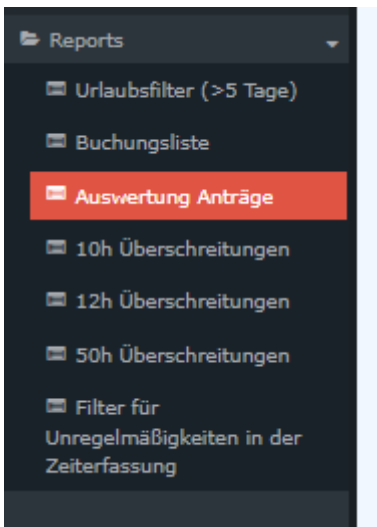 Reports
Urlaubsfilter (>5 Tage)
Buchungsliste
Auswertung Anträge
10h Überschreitungen
12h Überschreitungen
50h Überschreitungen
Filter für
Unregelmäßigkeiten in der
Zeiterfassung